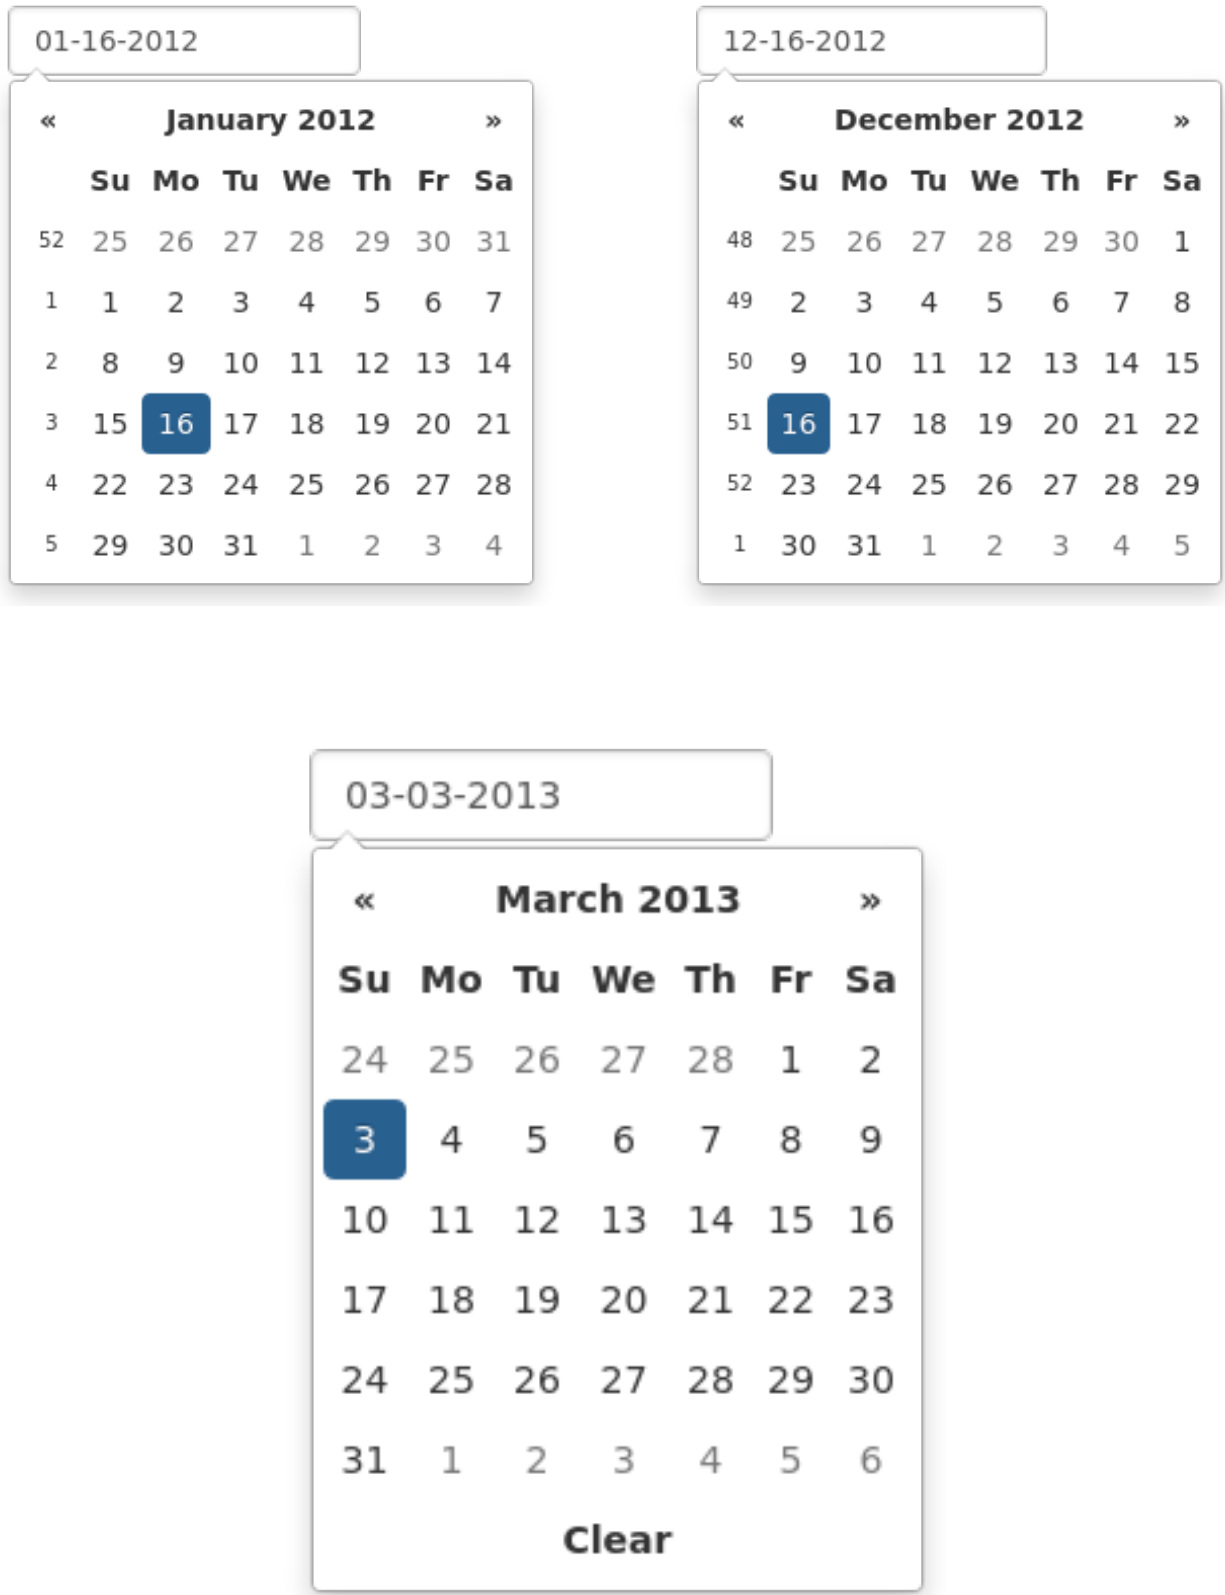 01-16-2012
« January 2012 »
Su Mo Tu We Th Fr Sa
52 25 26 27 28 29 30 31
1 1 2 3 4 5 6 7
2 8 9 10 11 12 13 14
3 15 16 17 18 19 20 21
4 22 23 24 25 26 27 28
5 29 30 31 1 2 3 4
12-16-2012
« December 2012 »
Su Mo Tu We Th Fr Sa
48 25 26 27 28 29 30 1
49 2 3 4 5 6 7 8
50 9 10 11 12 13 14 15
51 16 17 18 19 20 21 22
52 23 24 25 26 27 28 29
1 30 31 1 2 3 4 5
03-03-2013
« March 2013 »
Su Mo Tu We Th Fr Sa
24 25 26 27 28 1 2
3 4 5 6 7 8 9
10 11 12 13 14 15 16
17 18 19 20 21 22 23
24 25 26 27 28 29 30
31 1 2 3 4 5 6
Clear